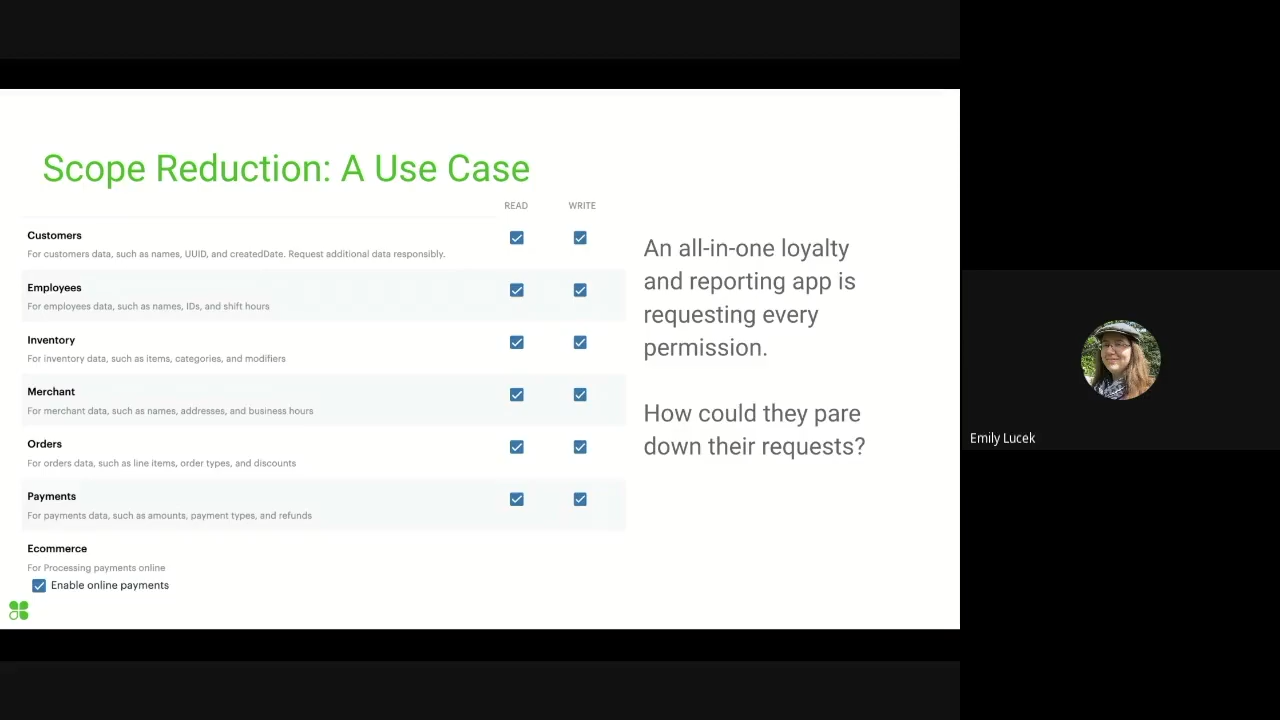 Scope Reduction: A Use Case
READ WRITE
Customers
For customers data, such as names, UUID, and createdDate. Request additional data responsibly.
Employees
For employees data, such as names, IDs, and shift hours
Inventory
For inventory data, such as items, categories, and modifiers
Merchant
For merchant data, such as names, addresses, and business hours
Orders
For orders data, such as line items, order types, and discounts
Payments
For payments data, such as amounts, payment types, and refunds
Ecommerce
For Processing payments online
Enable online payments
An all-in-one loyalty
and reporting app is
requesting every
permission.
How could they pare
down their requests?
Emily Lucek